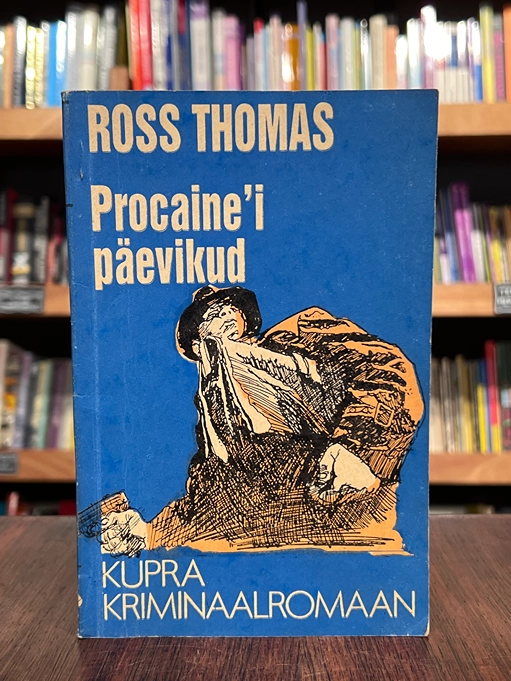 ROSS THOMAS
Procaine'i
päevikud
KUPRA
KRIMINAALROMAAN